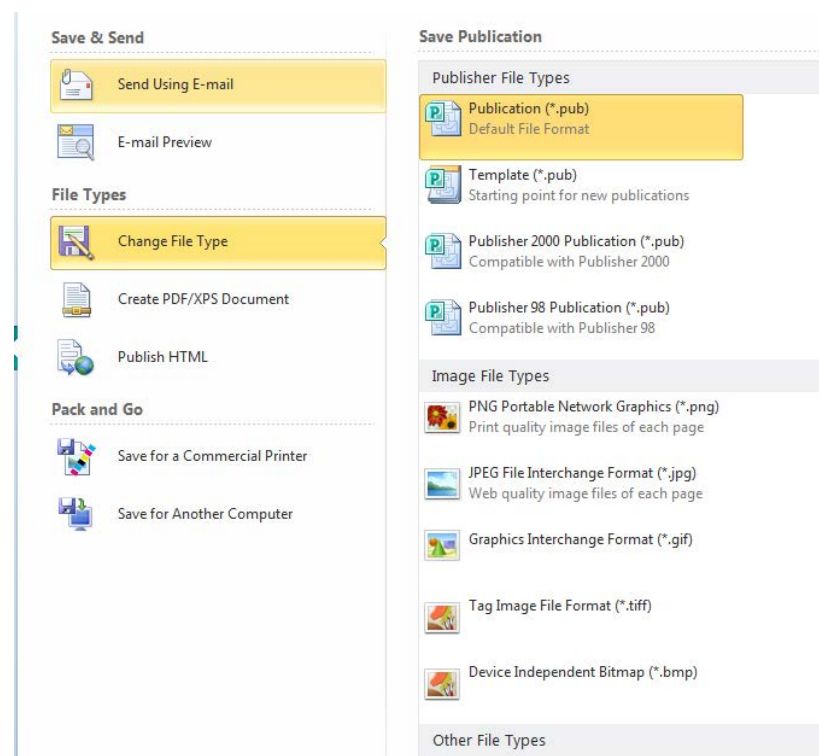 Save & Send
Send Using E-mail
E-mail Preview
File Types
Change File Type
Create PDF/XPS Document
Publish HTML
Pack and Go
Save for a Commercial Printer
Save for Another Computer
Save Publication
Publisher File Types
Publication (*.pub)
Default File Format
Template (*.pub)
Starting point for new publications
Publisher 2000 Publication (*.pub)
Compatible with Publisher 2000
Publisher 98 Publication (*.pub)
Compatible with Publisher 98
Image File Types
PNG Portable Network Graphics (*.png)
Print quality image files of each page
JPEG File Interchange Format (*.jpg)
Web quality image files of each page
Graphics Interchange Format (*.gif)
Tag Image File Format (*.tiff)
Device Independent Bitmap (*.bmp)
Other File Types